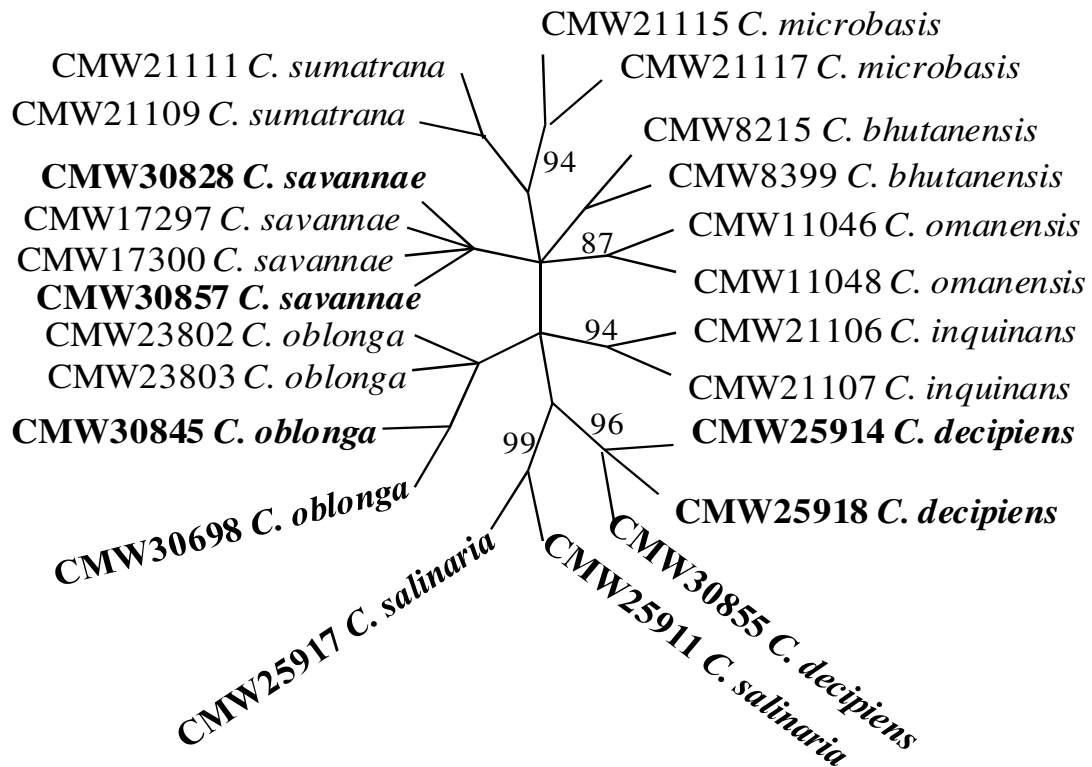 CMW21115 C. microbasis
CMW21111 C. sumatrana
CMW21117 C. microbasis
CMW21109 C. sumatrana
CMW8215 C. bhutanensis
94
CMW30828 C. savannae
CMW8399 C. bhutanensis
CMW17297 C. savannae
CMW11046 C. omanensis
87
CMW17300 C. savannae
CMW11048 C. omanensis
CMW30857 C. savannae
CMW23802 C. oblonga
94
CMW21106 C. inquinans
CMW23803 C. oblonga
CMW21107 C. inquinans
CMW30845 C. oblonga
96
CMW25914 C. decipiens
99
CMW25918 C. decipiens
CMW30698 C. oblonga
CMW25917 C. salinaria
CMW25911 C. salinaria
CMW30855 C. decipiens